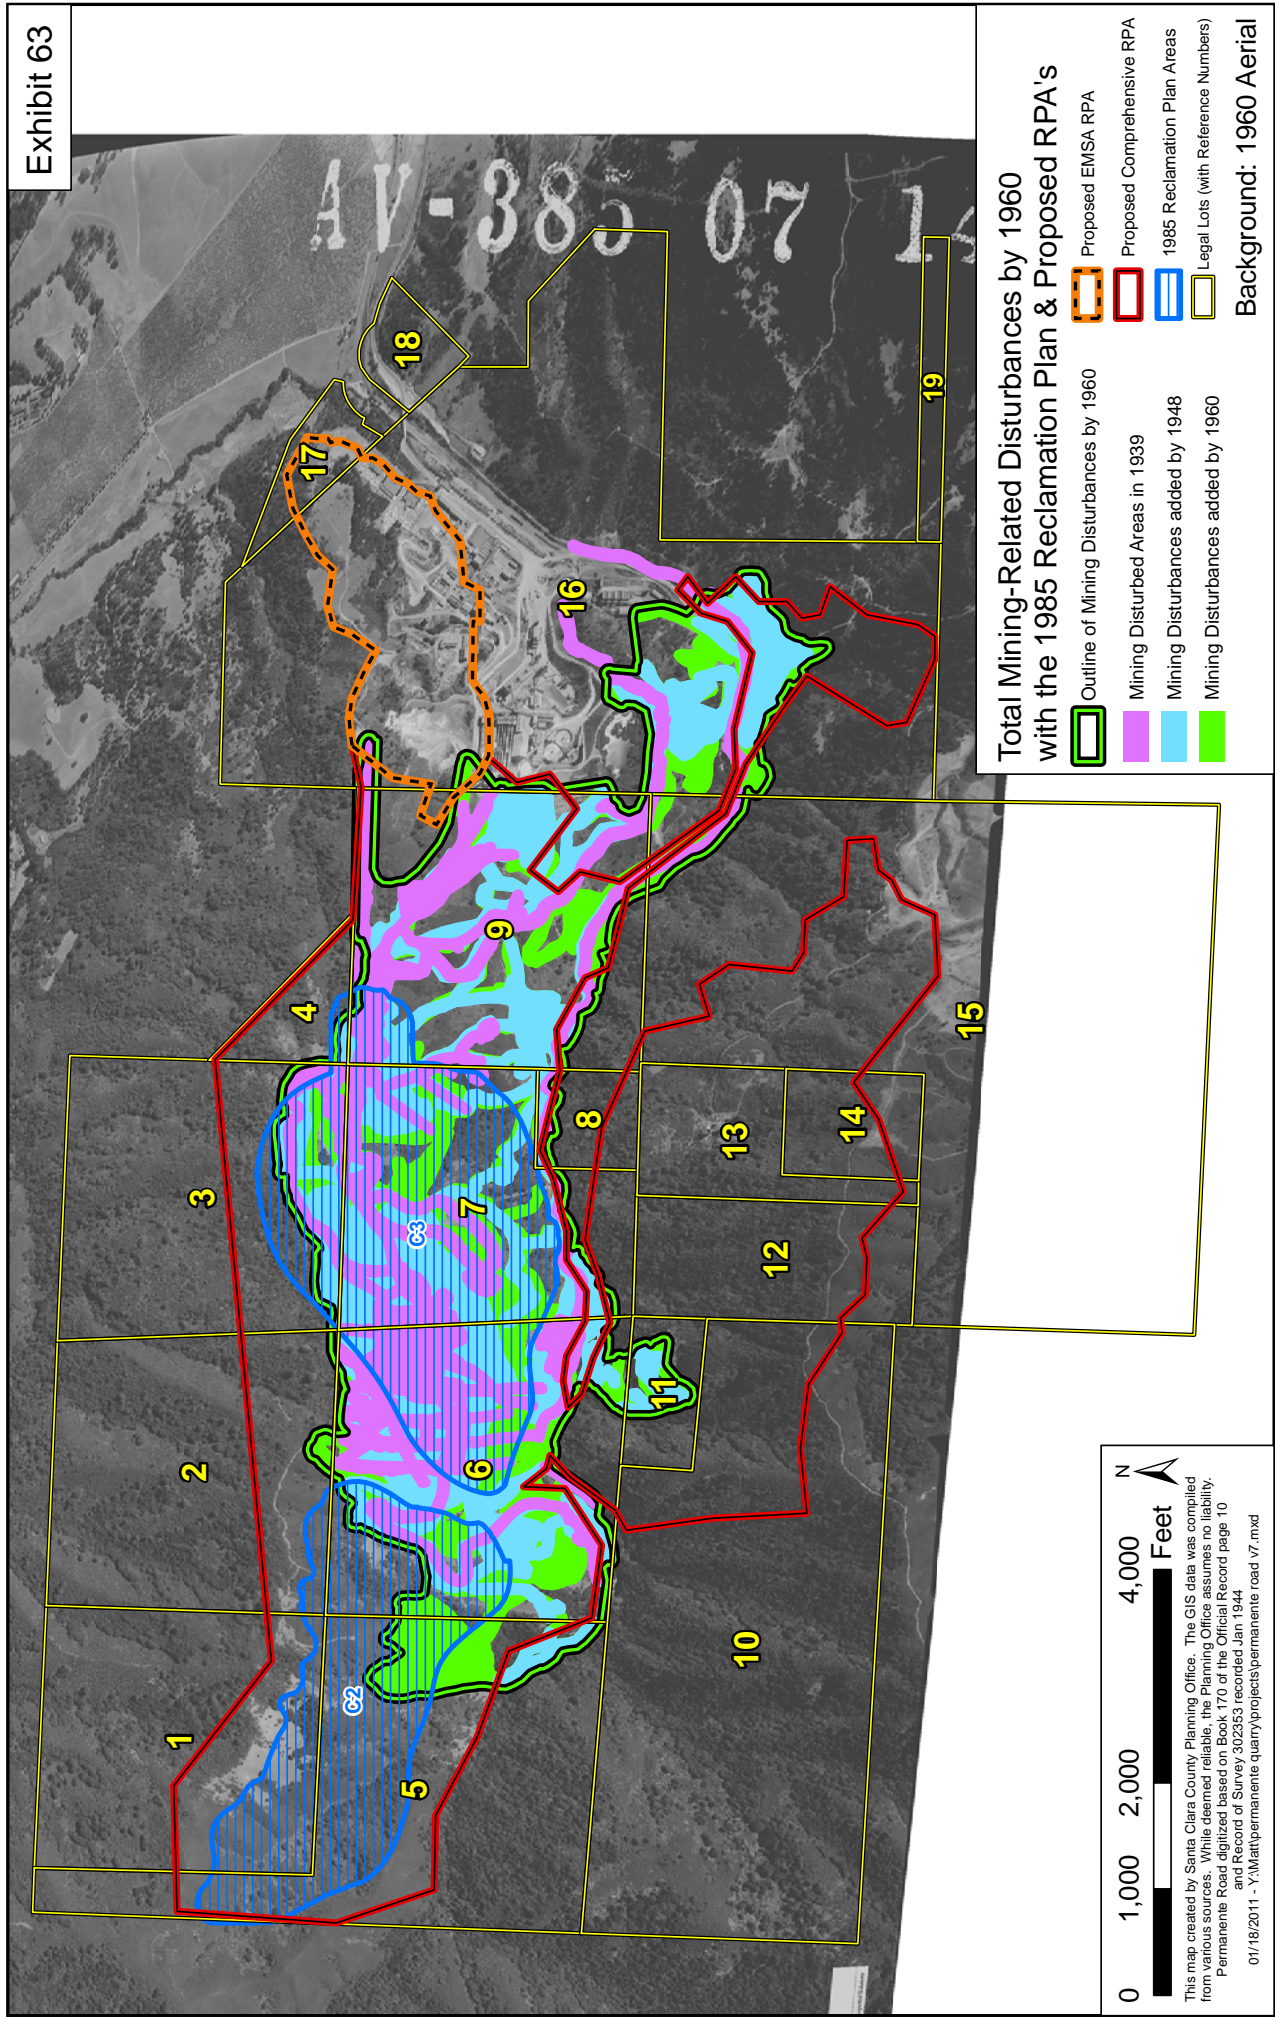 Exhibit 63
AV-385 07 14
1
2
3
4
5
6
7
8
9
10
11
12
13
14
15
16
17
18
19
C2
C3
Total Mining-Related Disturbances by 1960
with the 1985 Reclamation Plan & Proposed RPA's
Outline of Mining Disturbances by 1960
Mining Disturbed Areas in 1939
Mining Disturbances added by 1948
Mining Disturbances added by 1960
Proposed EMSA RPA
Proposed Comprehensive RPA
1985 Reclamation Plan Areas
Legal Lots (with Reference Numbers)
Background: 1960 Aerial
0 1,000 2,000 4,000
Feet
N
This map created by Santa Clara County Planning Office. The GIS data was compiled
from various sources. While deemed reliable, the Planning Office assumes no liability.
Permanente Road digitized based on Book 170 of the Official Record page 10
and Record of Survey 302353 recorded Jan 1944
01/18/2011 - Y:\Matt\permanente quarry\projects\permanente road v7.mxd